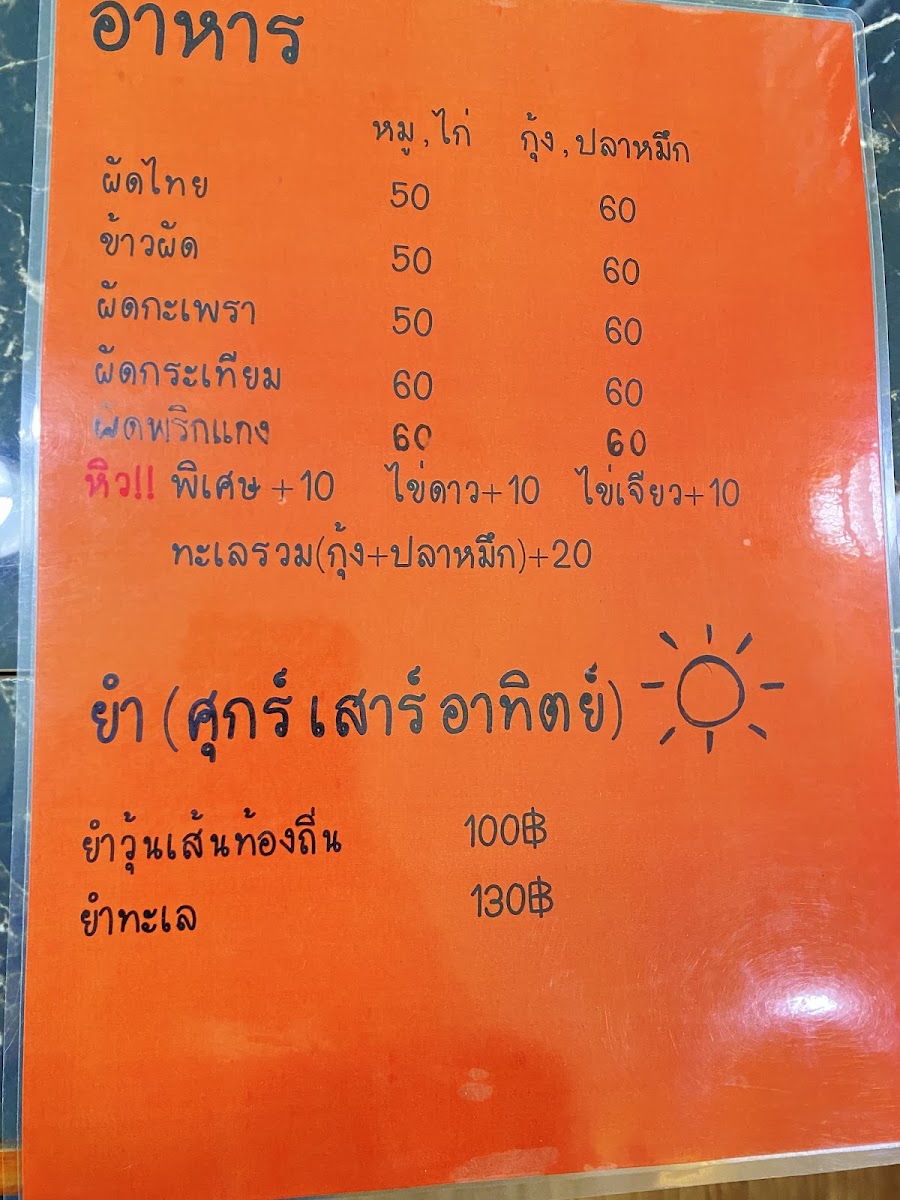 อาหาร
หมู,ไก่ กุ้ง,ปลาหมึก
ผัดไทย 50 60
ข้าวผัด 50 60
ผัดกะเพรา 50 60
ผัดกระเทียม 60 60
ผัดพริกแกง 60 60
หิว!! พิเศษ +10 ไข่ดาว+10 ไข่เจียว+10
ทะเลรวม(กุ้ง+ปลาหมึก)+20
ยำ (ศุกร์ เสาร์ อาทิตย์)
ยำวุ้นเส้นท้องถิ่น 100฿
ยำทะเล 130฿